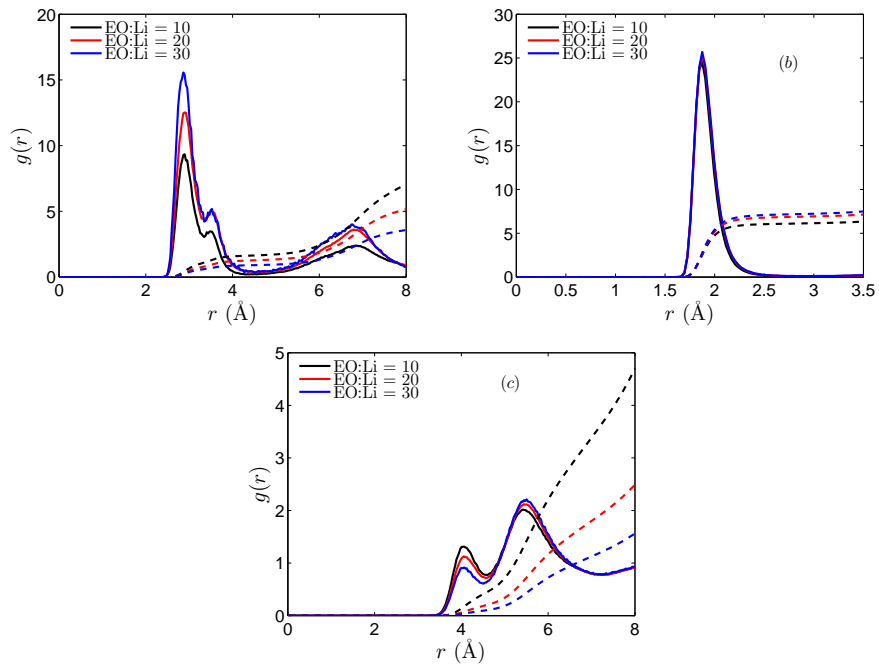 20
EO:Li = 10
EO:Li = 20
EO:Li = 30
15
10
5
0
0 2 4 6 8
g(r)
r (Å)
30
EO:Li = 10
EO:Li = 20
EO:Li = 30
(b)
25
20
15
10
5
0
0 0.5 1 1.5 2 2.5 3 3.5
g(r)
r (Å)
5
EO:Li = 10
EO:Li = 20
EO:Li = 30
(c)
4
3
2
1
0
0 2 4 6 8
g(r)
r (Å)